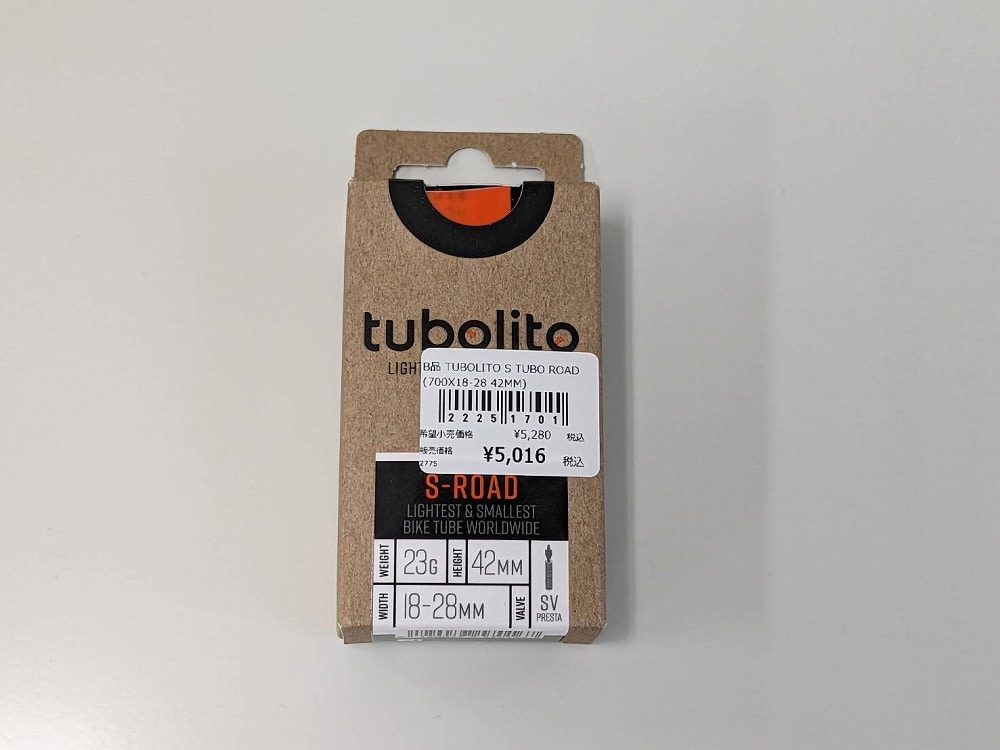 tubolito
LIGHT
B品 TUBOLITO S TUBO ROAD
(700X18-28 42MM)
22251701
希望小売価格 ¥5,280 税込
販売価格 ¥5,016 税込
2775
S-ROAD
LIGHTEST & SMALLEST
BIKE TUBE WORLDWIDE
WEIGHT 23G HEIGHT 42MM
WIDTH 18-28MM VALVE SV
PRESTA